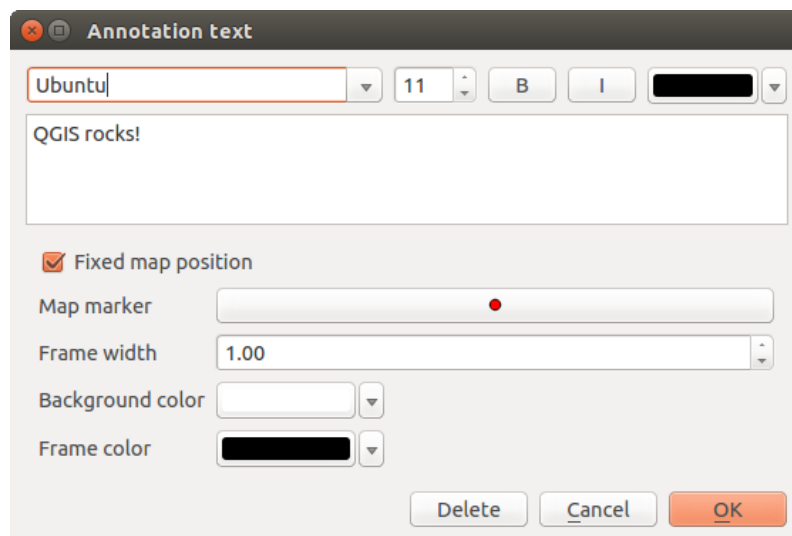 Annotation text
Ubuntu 11 B I
QGIS rocks!
Fixed map position
Map marker
Frame width 1.00
Background color
Frame color
Delete Cancel OK